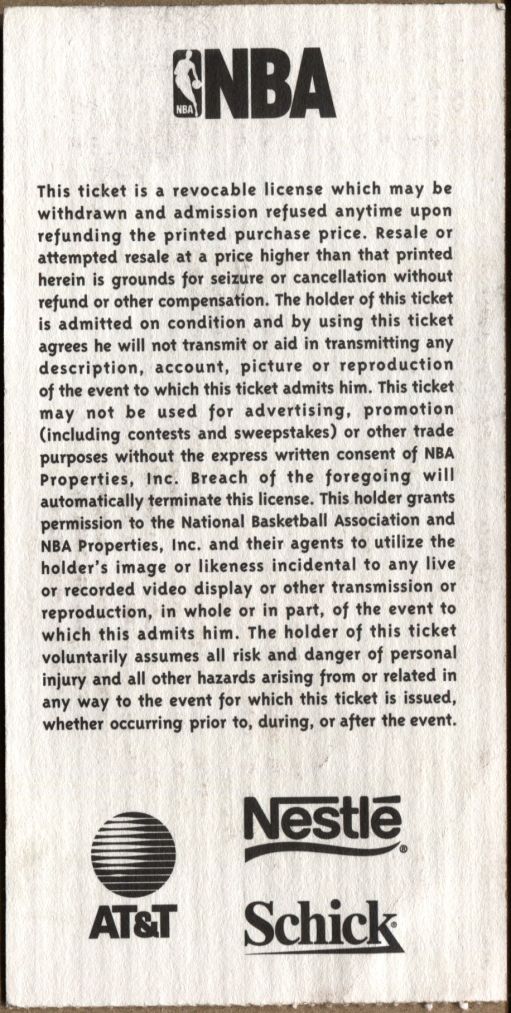 NBA
NBA
This ticket is a revocable license which may be
withdrawn and admission refused anytime upon
refunding the printed purchase price. Resale or
attempted resale at a price higher than that printed
herein is grounds for seizure or cancellation without
refund or other compensation. The holder of this ticket
is admitted on condition and by using this ticket
agrees he will not transmit or aid in transmitting any
description, account, picture or reproduction
of the event to which this ticket admits him. This ticket
may not be used for advertising, promotion
(including contests and sweepstakes) or other trade
purposes without the express written consent of NBA
Properties, Inc. Breach of the foregoing will
automatically terminate this license. This holder grants
permission to the National Basketball Association and
NBA Properties, Inc. and their agents to utilize the
holder's image or likeness incidental to any live
or recorded video display or other transmission or
reproduction, in whole or in part, of the event to
which this admits him. The holder of this ticket
voluntarily assumes all risk and danger of personal
injury and all other hazards arising from or related in
any way to the event for which this ticket is issued,
whether occurring prior to, during, or after the event.
Nestlé®
AT&T
Schick®